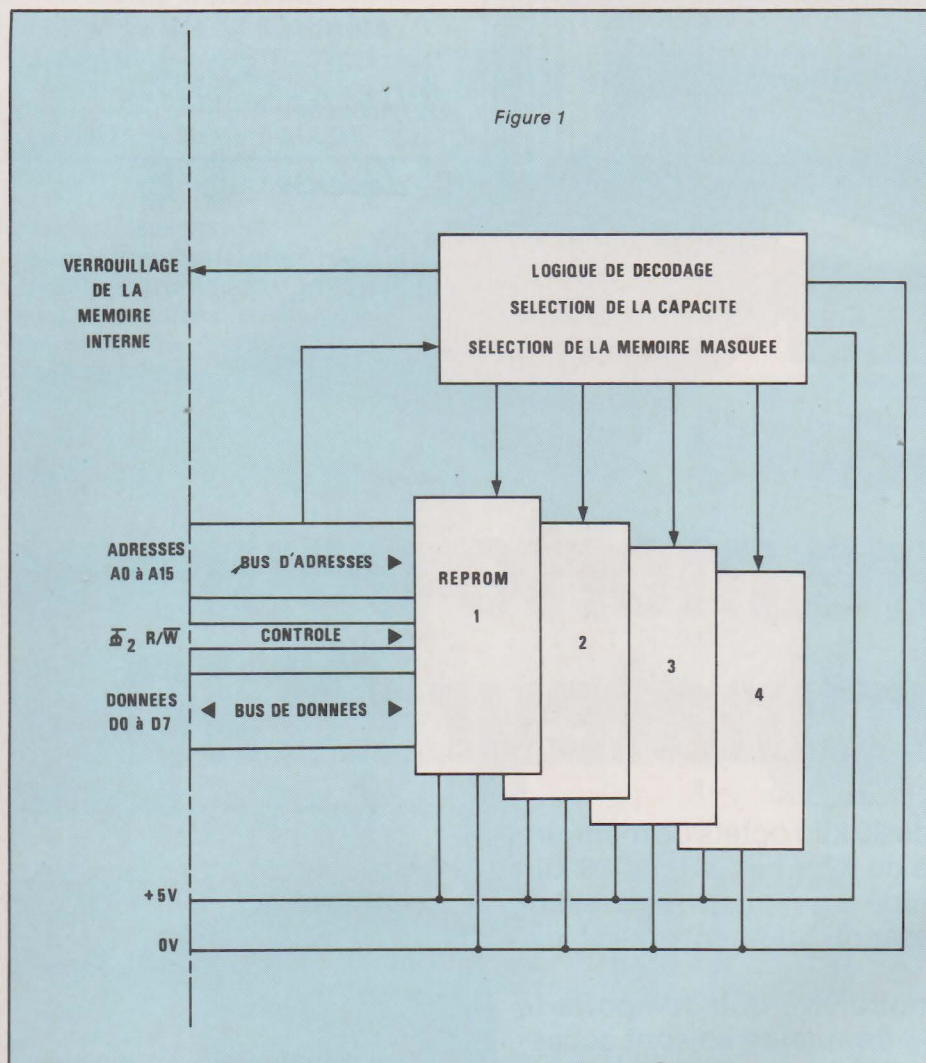 Figure 1
VERROUILLAGE
DE LA
MEMOIRE
INTERNE
LOGIQUE DE DECODAGE
SELECTION DE LA CAPACITE
SELECTION DE LA MEMOIRE MASQUEE
ADRESSES
A0 à A15
BUS D'ADRESSES
Φ̅2 R/W̅
CONTROLE
DONNEES
D0 à D7
BUS DE DONNEES
REPROM
1
2
3
4
+5V
0V